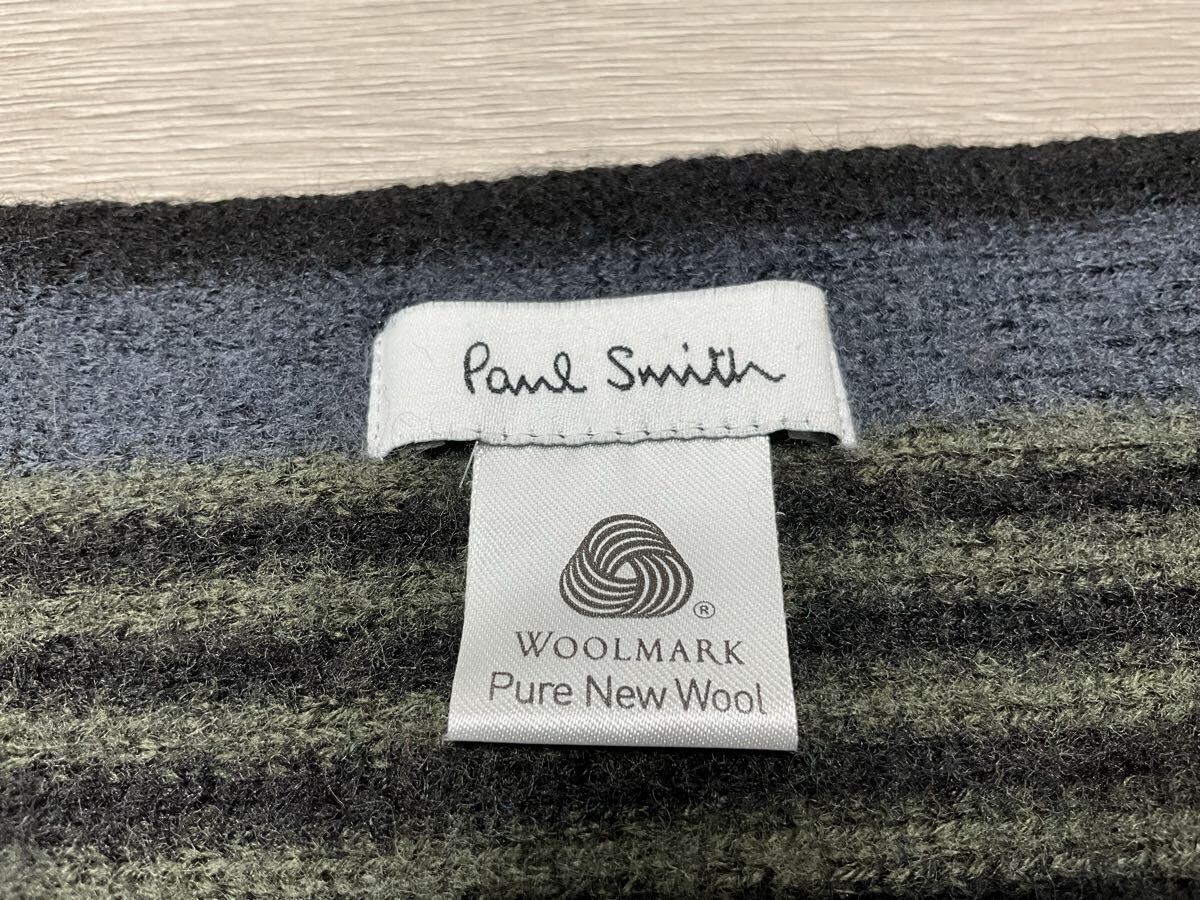 Paul Smith
®
WOOLMARK
Pure New Wool